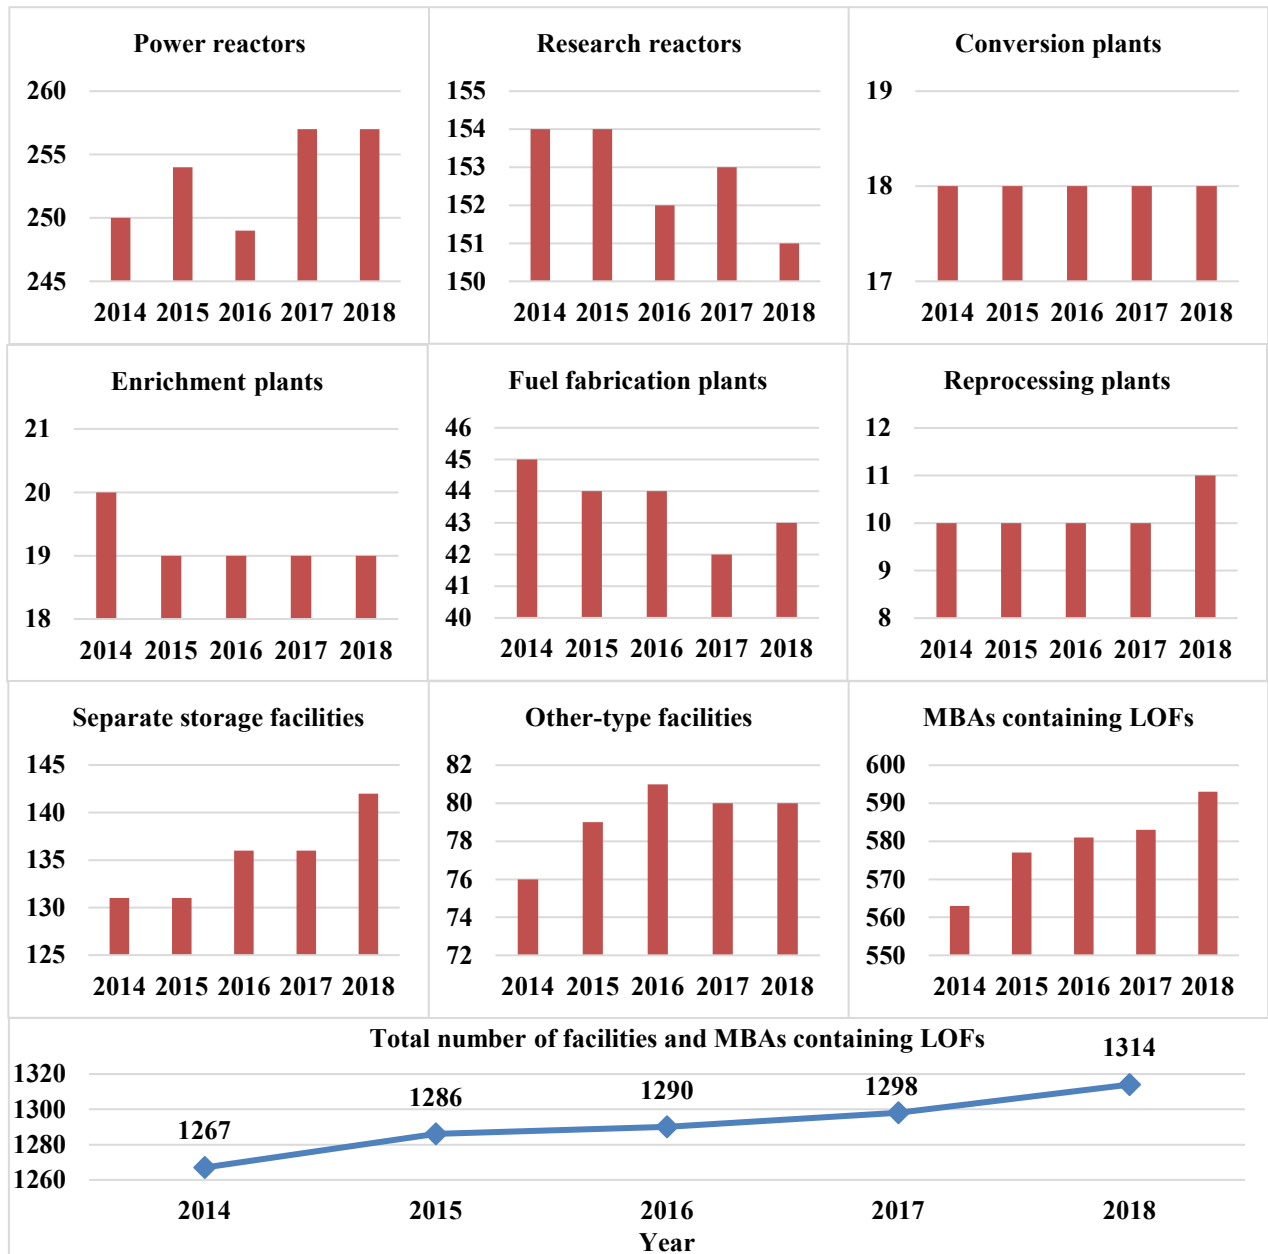 Power reactors
260
255
250
245
2014 2015 2016 2017 2018
Research reactors
155
154
153
152
151
150
2014 2015 2016 2017 2018
Conversion plants
19
18
17
2014 2015 2016 2017 2018
Enrichment plants
21
20
19
18
2014 2015 2016 2017 2018
Fuel fabrication plants
46
45
44
43
42
41
40
2014 2015 2016 2017 2018
Reprocessing plants
12
11
10
9
8
2014 2015 2016 2017 2018
Separate storage facilities
145
140
135
130
125
2014 2015 2016 2017 2018
Other-type facilities
82
80
78
76
74
72
2014 2015 2016 2017 2018
MBAs containing LOFs
600
590
580
570
560
550
2014 2015 2016 2017 2018
Total number of facilities and MBAs containing LOFs
1320
1300
1280
1260
1267
1286
1290
1298
1314
2014 2015 2016 2017 2018
Year